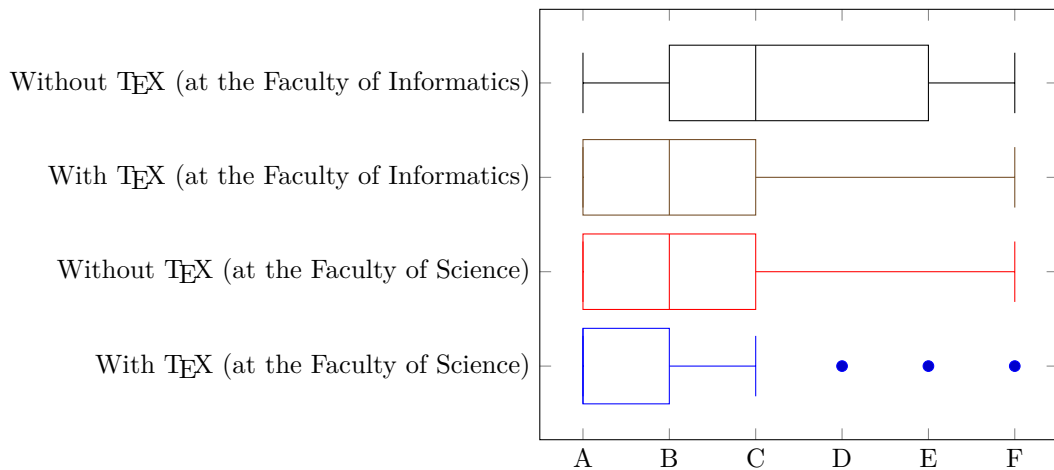 Without TEX (at the Faculty of Informatics)
With TEX (at the Faculty of Informatics)
Without TEX (at the Faculty of Science)
With TEX (at the Faculty of Science)
A B C D E F